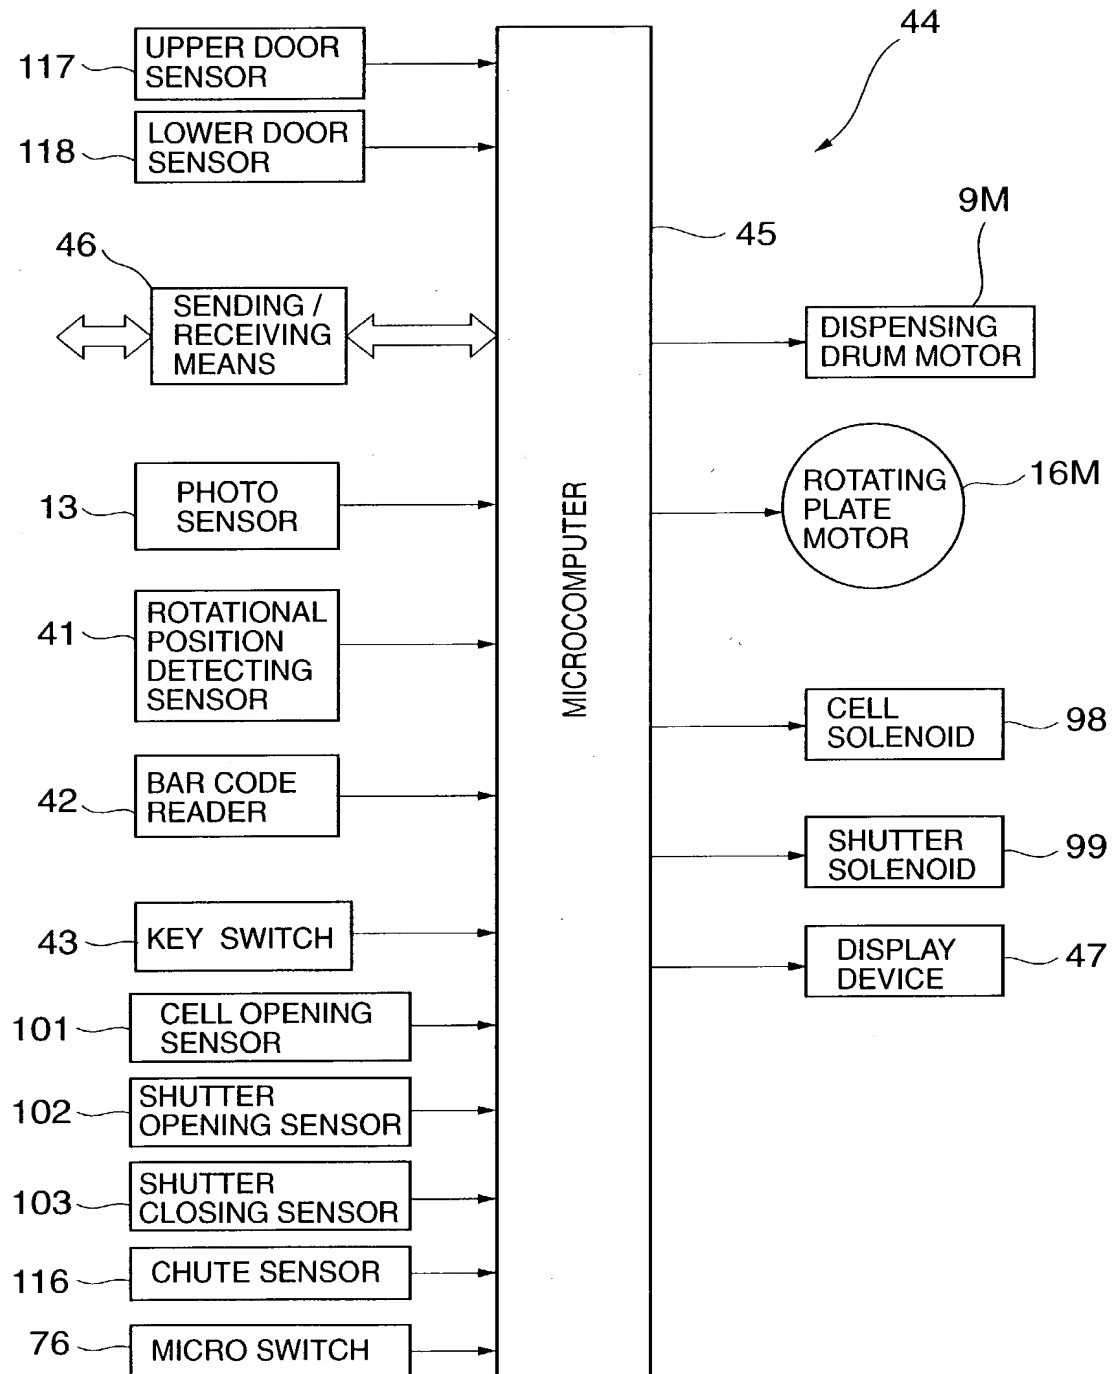 44
117
UPPER DOOR
SENSOR
118
LOWER DOOR
SENSOR
46
SENDING /
RECEIVING
MEANS
13
PHOTO
SENSOR
41
ROTATIONAL
POSITION
DETECTING
SENSOR
42
BAR CODE
READER
43
KEY SWITCH
101
CELL OPENING
SENSOR
102
SHUTTER
OPENING SENSOR
103
SHUTTER
CLOSING SENSOR
116
CHUTE SENSOR
76
MICRO SWITCH
MICROCOMPUTER
45
9M
DISPENSING
DRUM MOTOR
ROTATING
PLATE
MOTOR
16M
CELL
SOLENOID
98
SHUTTER
SOLENOID
99
DISPLAY
DEVICE
47